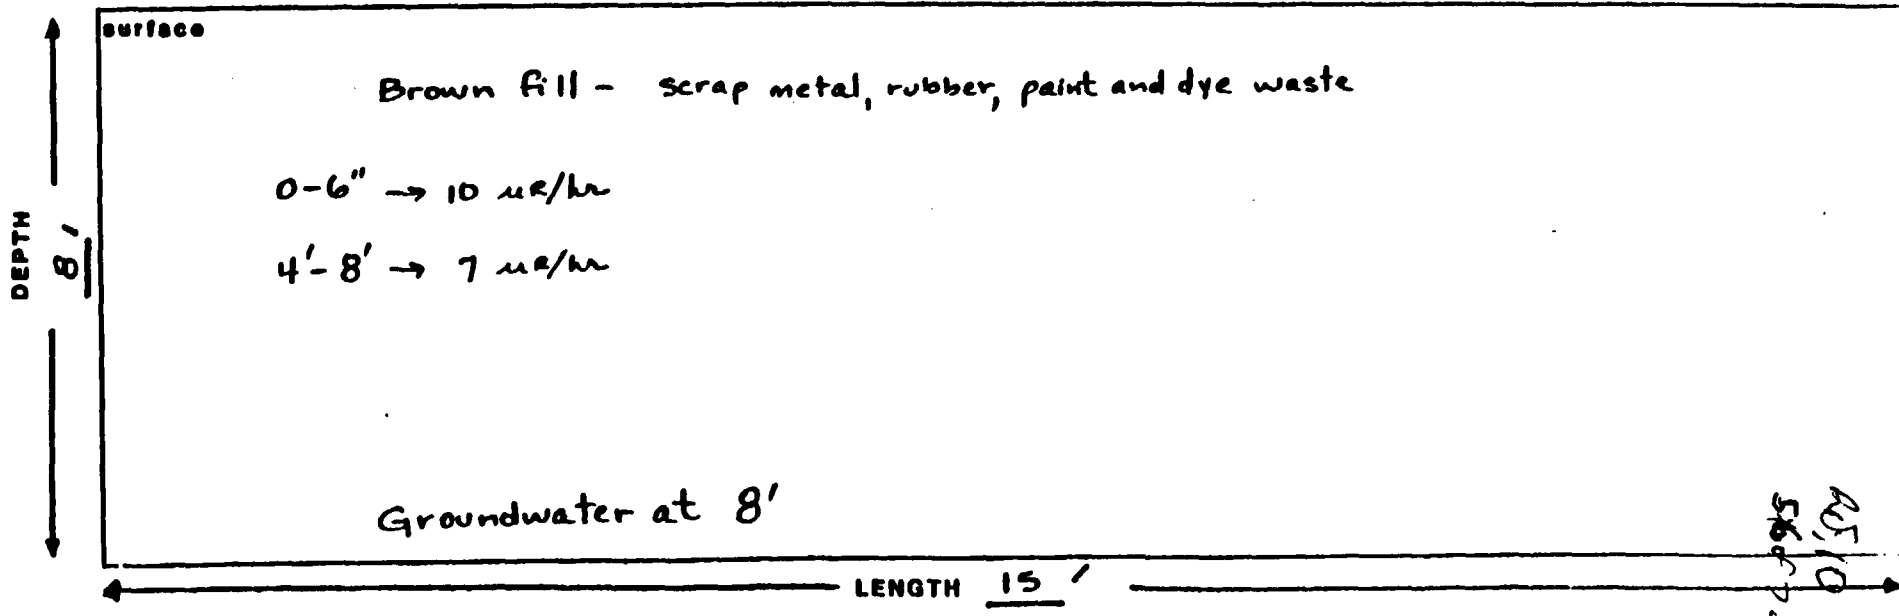 surface
Brown fill - scrap metal, rubber, paint and dye waste
0-6" → 10 uR/hr
4'-8' → 7 uR/hr
DEPTH 8'
Groundwater at 8'
LENGTH 15'